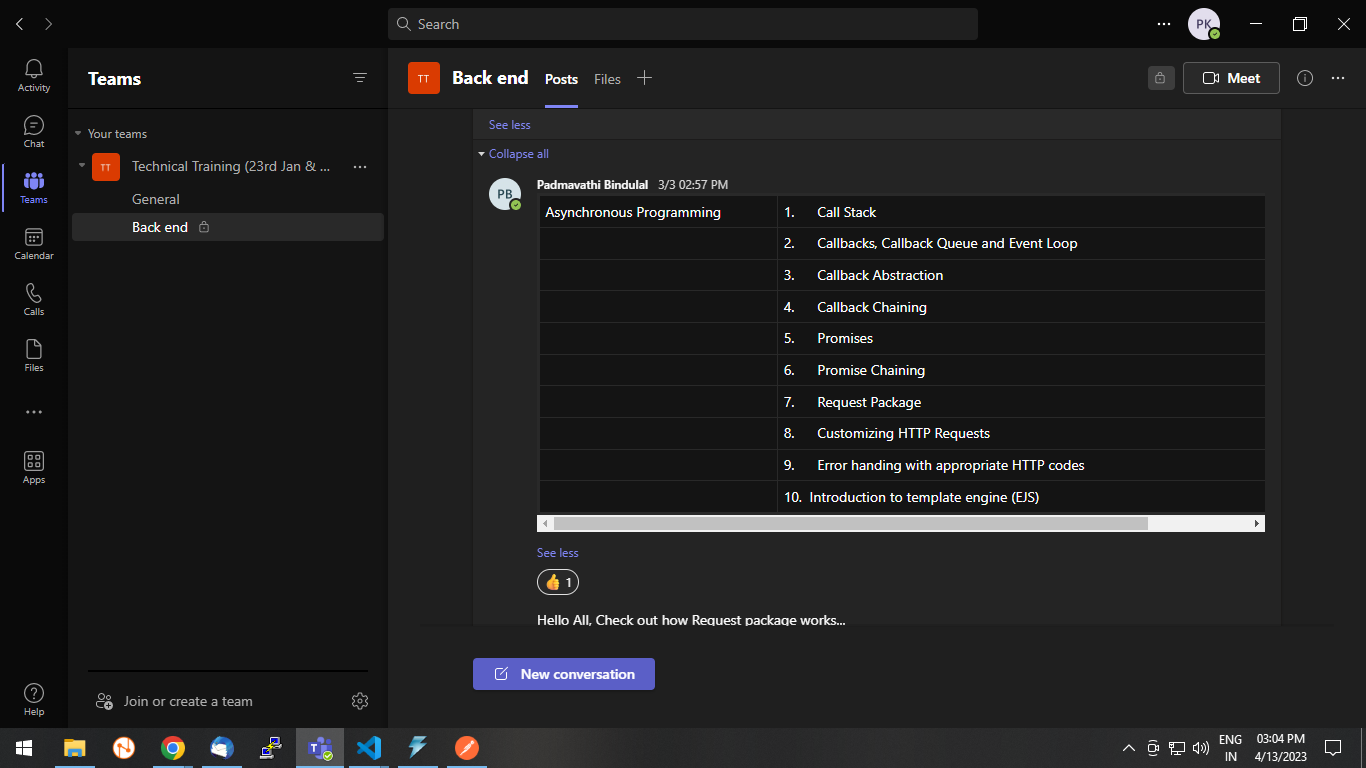 Search
PK
Activity
Chat
Teams
Calendar
Calls
Files
Apps
Help
Teams
Your teams
TT Technical Training (23rd Jan & ...
General
Back end
Join or create a team
TT Back end Posts Files
Meet
See less
Collapse all
PB Padmavathi Bindulal 3/3 02:57 PM
Asynchronous Programming 1. Call Stack
2. Callbacks, Callback Queue and Event Loop
3. Callback Abstraction
4. Callback Chaining
5. Promises
6. Promise Chaining
7. Request Package
8. Customizing HTTP Requests
9. Error handing with appropriate HTTP codes
10. Introduction to template engine (EJS)
See less
👍 1
Hello All, Check out how Request package works...
New conversation
ENG
IN
03:04 PM
4/13/2023